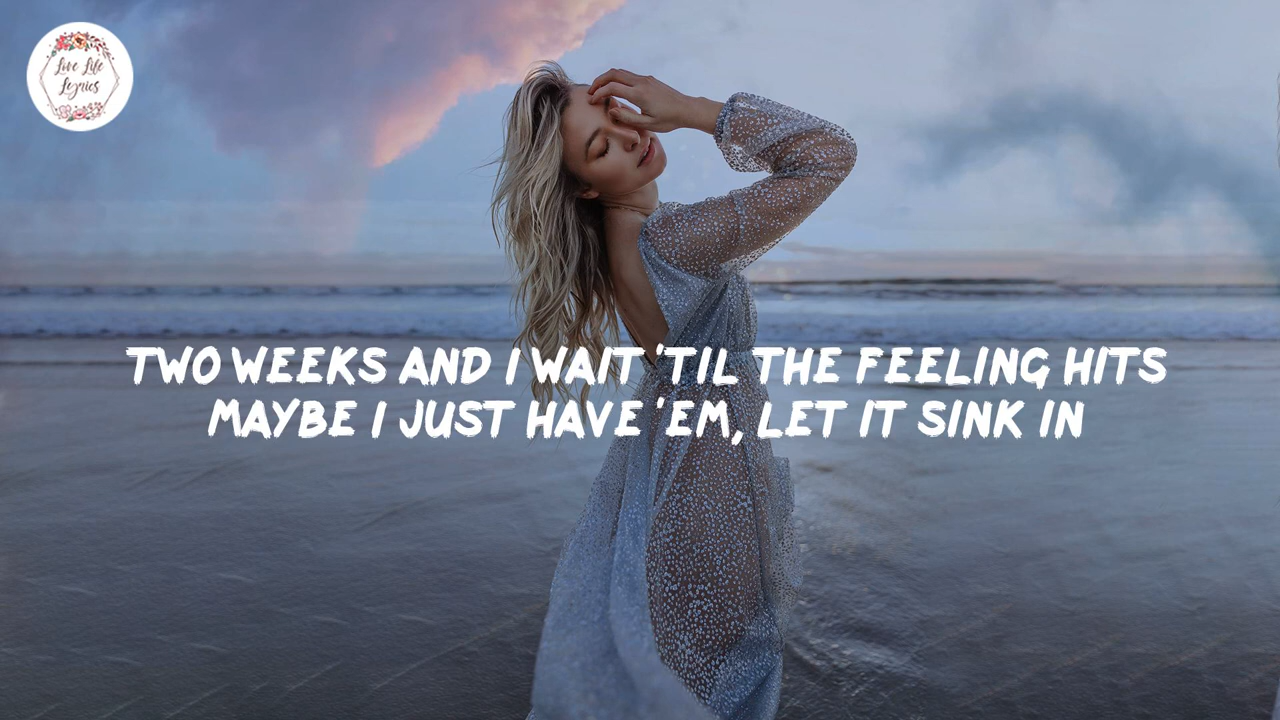 Love Life
Lyrics
TWO WEEKS AND I WAIT 'TIL THE FEELING HITS
MAYBE I JUST HAVE 'EM, LET IT SINK IN